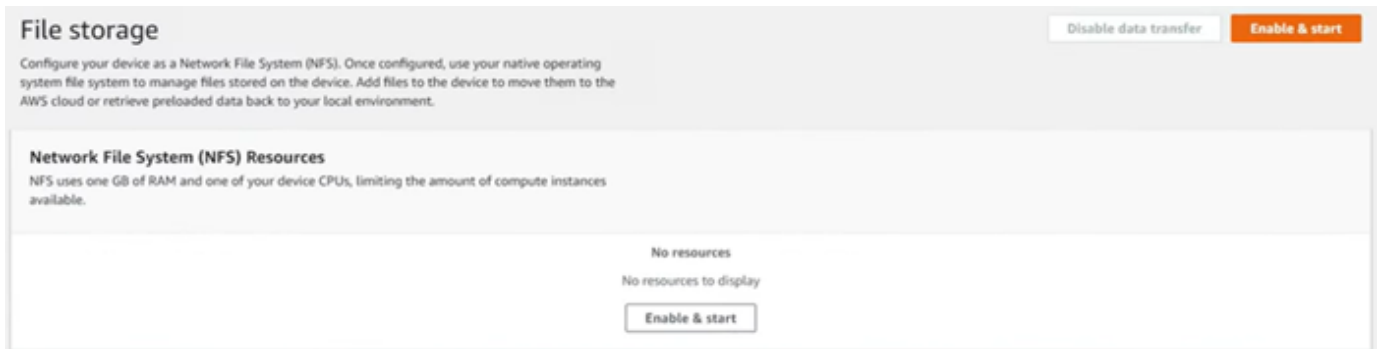 File storage
Disable data transfer
Enable & start
Configure your device as a Network File System (NFS). Once configured, use your native operating
system file system to manage files stored on the device. Add files to the device to move them to the
AWS cloud or retrieve preloaded data back to your local environment.
Network File System (NFS) Resources
NFS uses one GB of RAM and one of your device CPUs, limiting the amount of compute instances
available.
No resources
No resources to display
Enable & start